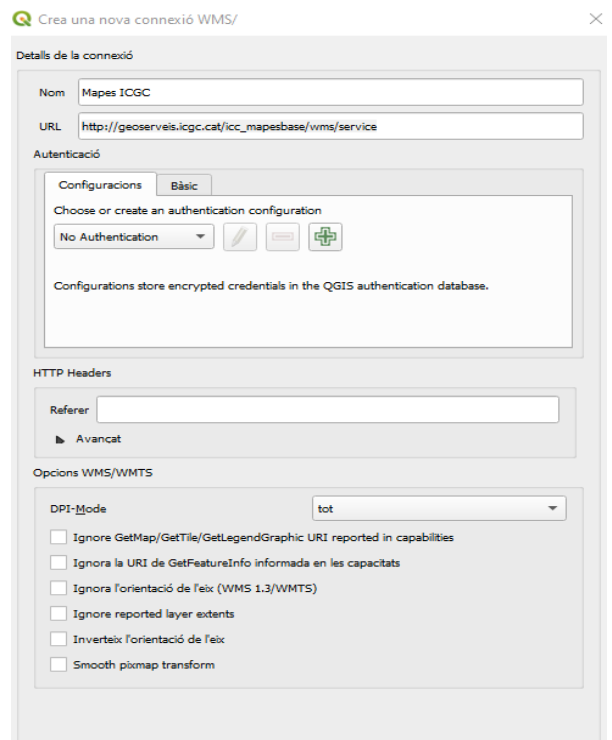 Crea una nova connexió WMS/
Detalls de la connexió
Nom Mapes ICGC
URL http://geoserveis.icgc.cat/icc_mapesbase/wms/service
Autenticació
Configuracions Bàsic
Choose or create an authentication configuration
No Authentication
Configurations store encrypted credentials in the QGIS authentication database.
HTTP Headers
Referer
Avançat
Opcions WMS/WMTS
DPI-Mode tot
Ignore GetMap/GetTile/GetLegendGraphic URI reported in capabilities
Ignora la URI de GetFeatureInfo informada en les capacitats
Ignora l'orientació de l'eix (WMS 1.3/WMTS)
Ignore reported layer extents
Inverteix l'orientació de l'eix
Smooth pixmap transform